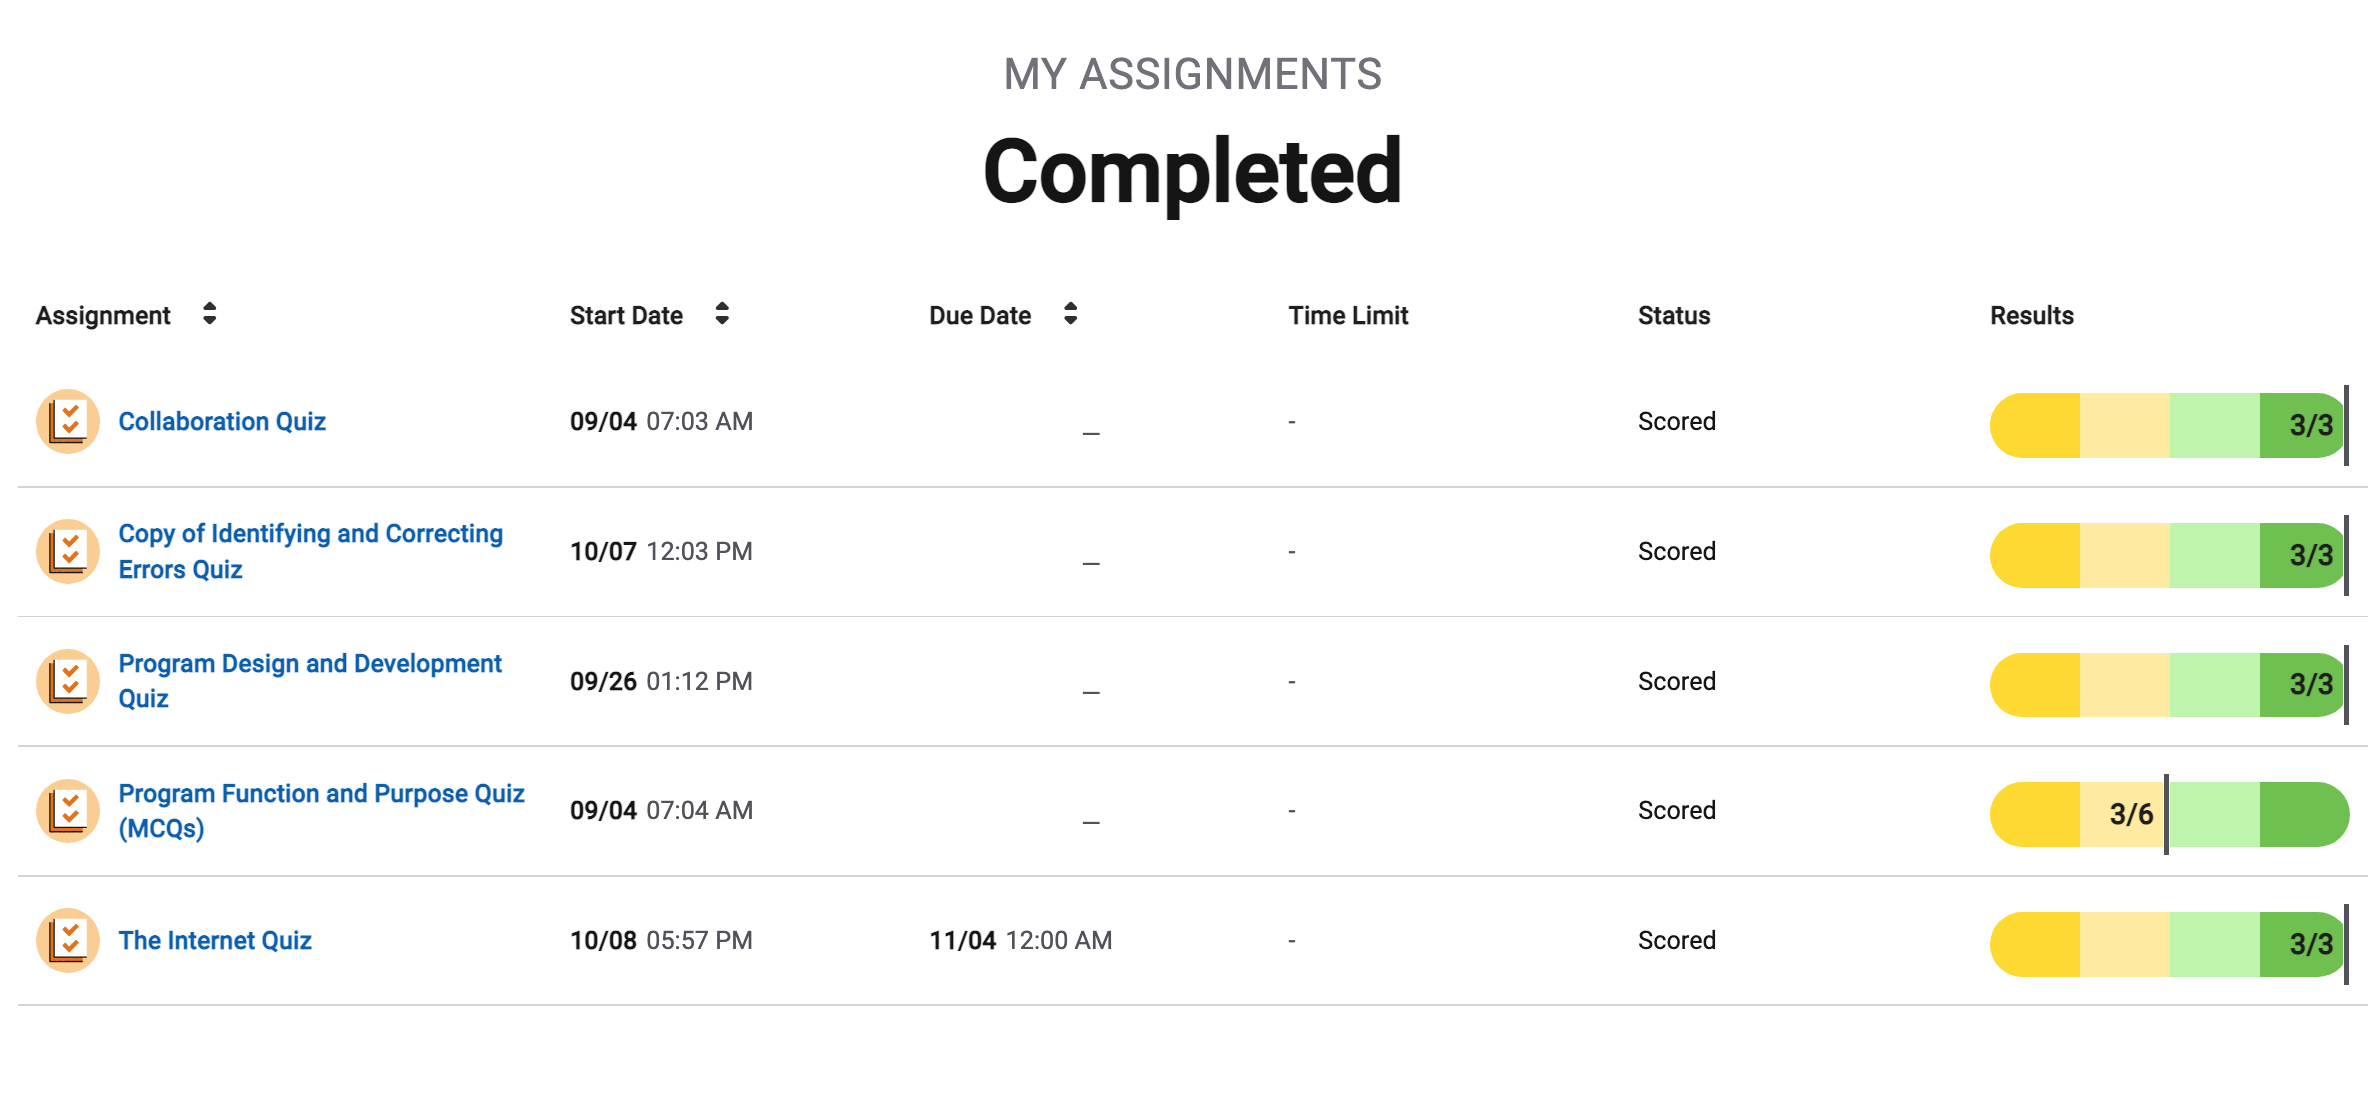 MY ASSIGNMENTS
Completed
Assignment Start Date Due Date Time Limit Status Results
Collaboration Quiz 09/04 07:03 AM _ - Scored 3/3
Copy of Identifying and Correcting
Errors Quiz 10/07 12:03 PM _ - Scored 3/3
Program Design and Development
Quiz 09/26 01:12 PM _ - Scored 3/3
Program Function and Purpose Quiz
(MCQs) 09/04 07:04 AM _ - Scored 3/6
The Internet Quiz 10/08 05:57 PM 11/04 12:00 AM - Scored 3/3